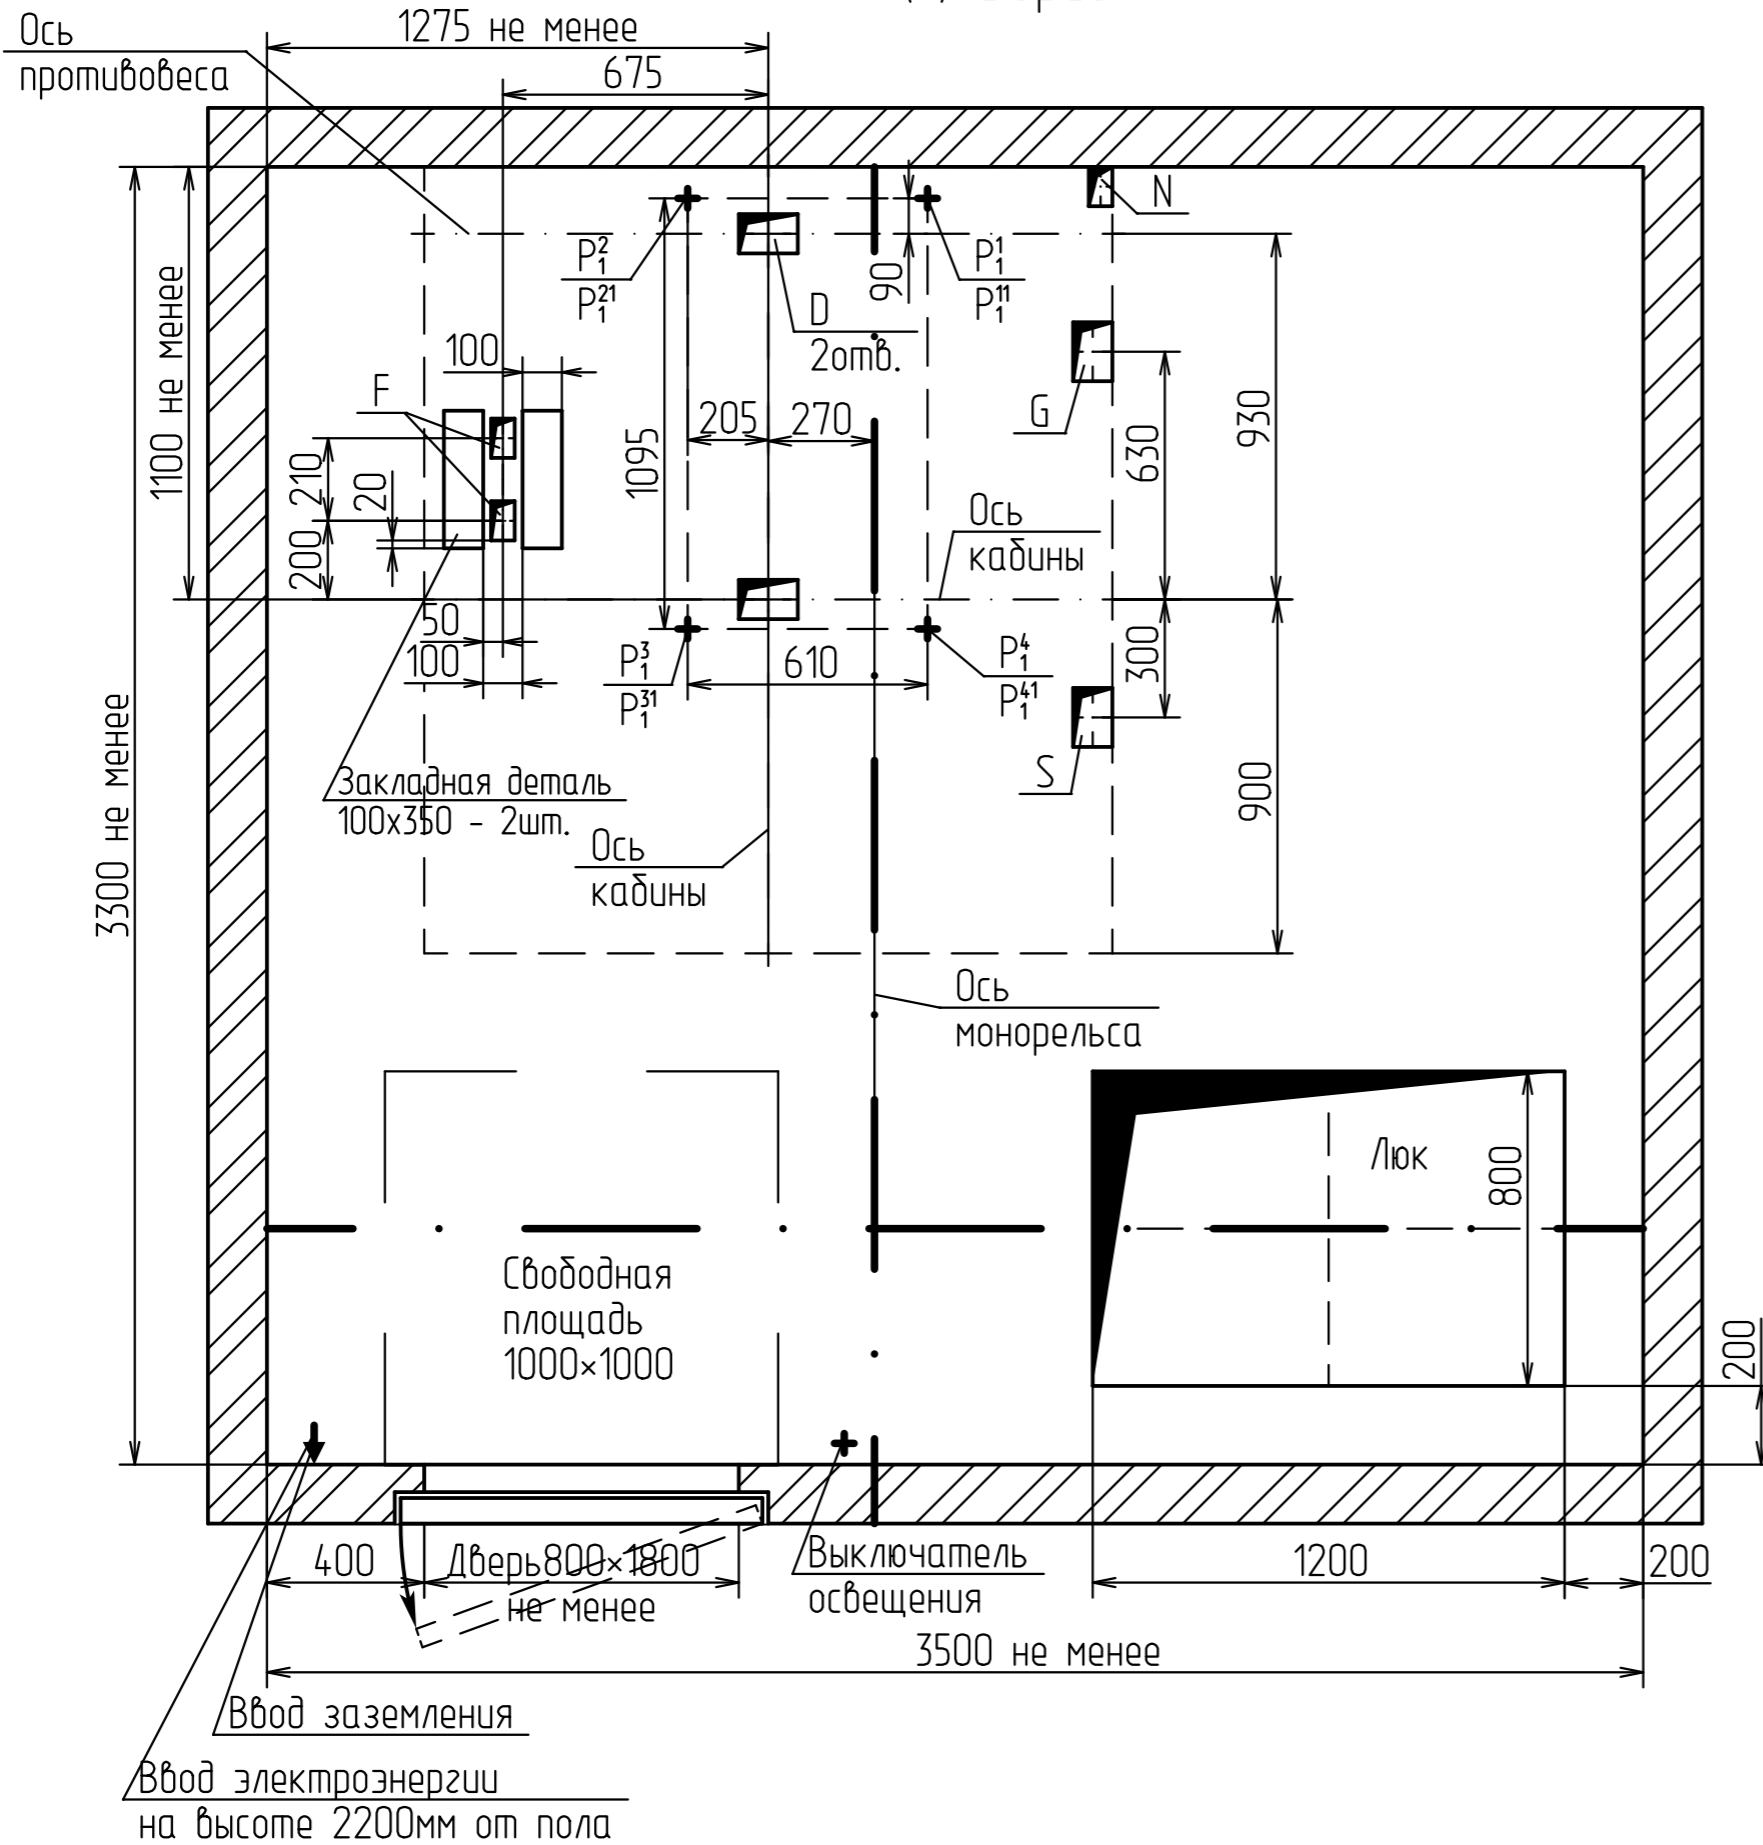 1275 не менее
Ось
противовеса
675
N
P₁²
P₁²¹
90
P₁¹
P₁¹¹
D
2отв.
100
F
1100 не менее
205
270
G
930
1095
630
210
20
200
Ось
кабины
50
100
P₁³
P₁³¹
610
P₁⁴
P₁⁴¹
300
S
3300 не менее
Закладная деталь
100х350 - 2шт.
900
Ось
кабины
Ось
монорельса
Люк
800
Свободная
площадь
1000×1000
200
400
Дверь800×1800
не менее
Выключатель
освещения
1200
200
3500 не менее
Ввод заземления
Ввод электроэнергии
на высоте 2200мм от пола